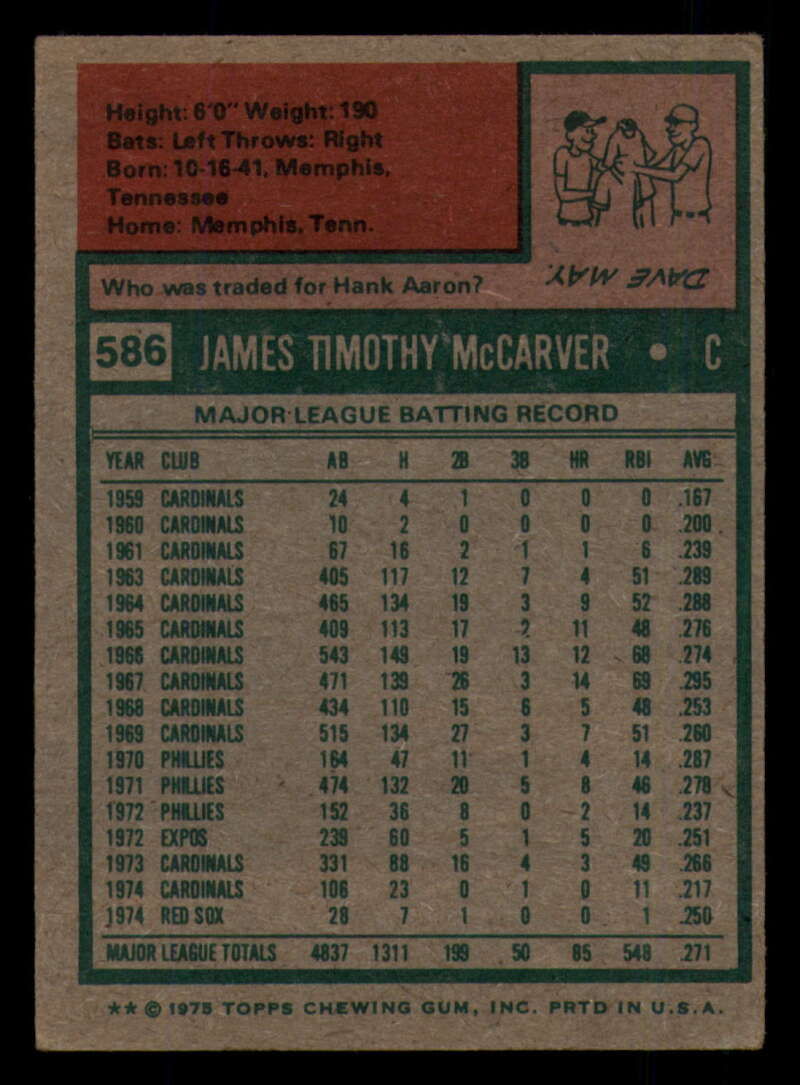 Height: 6'0" Weight: 190
Bats: Left Throws: Right
Born: 10-16-41, Memphis,
Tennessee
Home: Memphis, Tenn.
Who was traded for Hank Aaron?
DAVE MAY.
586 JAMES TIMOTHY McCARVER • C
MAJOR LEAGUE BATTING RECORD
YEAR CLUB AB H 2B 3B HR RBI AVG
1959 CARDINALS 24 4 1 0 0 0 .167
1960 CARDINALS 10 2 0 0 0 0 .200
1961 CARDINALS 67 16 2 1 1 6 .239
1963 CARDINALS 405 117 12 7 4 51 .289
1964 CARDINALS 465 134 19 3 9 52 .288
1965 CARDINALS 409 113 17 2 11 48 .276
1966 CARDINALS 543 149 19 13 12 68 .274
1967 CARDINALS 471 139 26 3 14 69 .295
1968 CARDINALS 434 110 15 6 5 48 .253
1969 CARDINALS 515 134 27 3 7 51 .260
1970 PHILLIES 164 47 11 1 4 14 .287
1971 PHILLIES 474 132 20 5 8 46 .278
1972 PHILLIES 152 36 8 0 2 14 .237
1972 EXPOS 239 60 5 1 5 20 .251
1973 CARDINALS 331 88 16 4 3 49 .266
1974 CARDINALS 106 23 0 1 0 11 .217
1974 RED SOX 28 7 1 0 0 1 .250
MAJOR LEAGUE TOTALS 4837 1311 199 50 85 548 .271
** © 1975 TOPPS CHEWING GUM, INC. PRTD IN U.S.A.